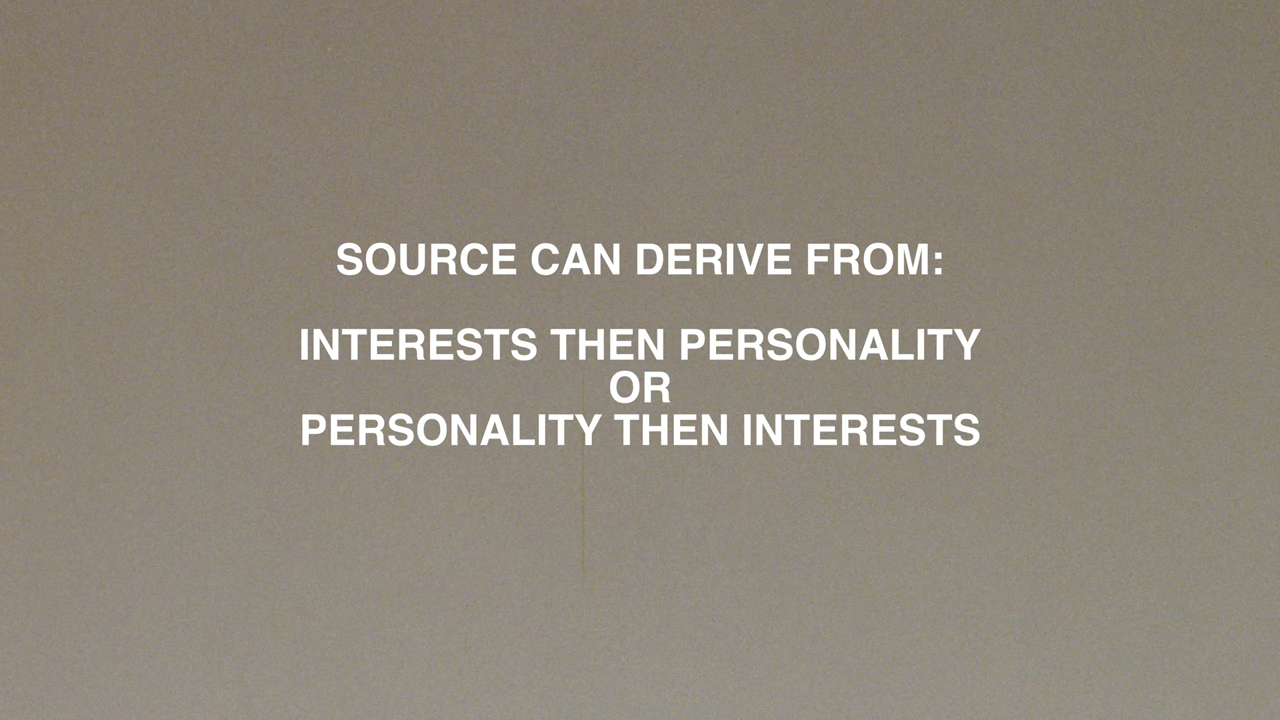 SOURCE CAN DERIVE FROM:
INTERESTS THEN PERSONALITY
OR
PERSONALITY THEN INTERESTS